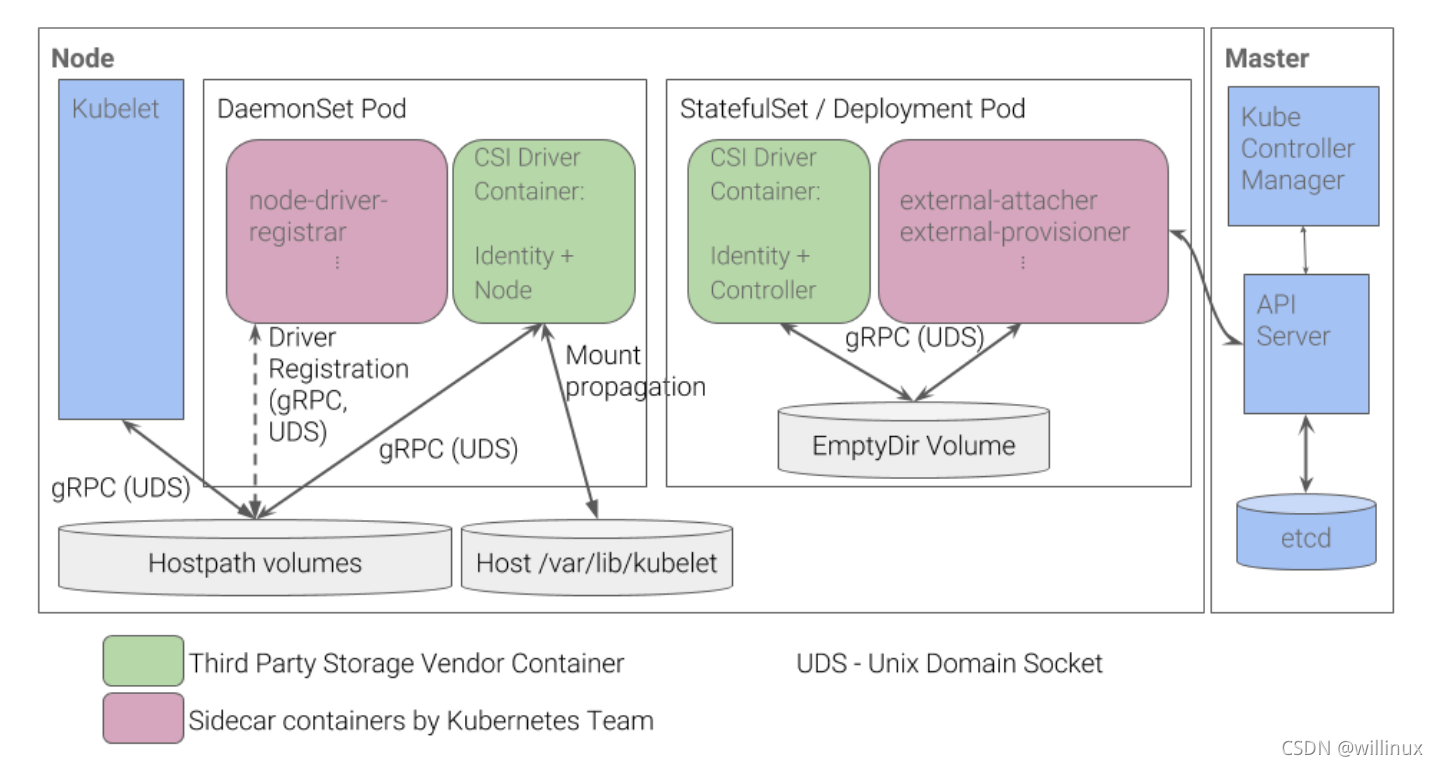 Node
Kubelet
DaemonSet Pod
node-driver-
registrar
⋮
CSI Driver
Container:
Identity +
Node
Driver
Registration
(gRPC,
UDS)
Mount
propagation
gRPC (UDS)
gRPC (UDS)
Hostpath volumes
Host /var/lib/kubelet
StatefulSet / Deployment Pod
CSI Driver
Container:
Identity +
Controller
external-attacher
external-provisioner
⋮
gRPC (UDS)
EmptyDir Volume
Master
Kube
Controller
Manager
API
Server
etcd
Third Party Storage Vendor Container
UDS - Unix Domain Socket
Sidecar containers by Kubernetes Team
CSDN @willinux